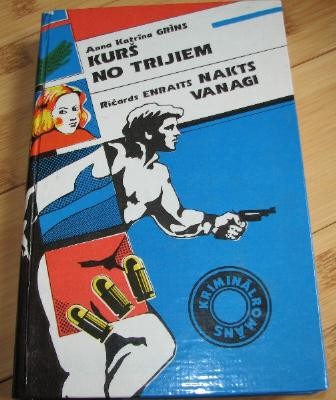 Anna Katrīna GRĪNS
KURŠ
NO TRIJIEM
Ričards ENRAITS NAKTS
VANAGI
KRIMINĀLROMĀNS